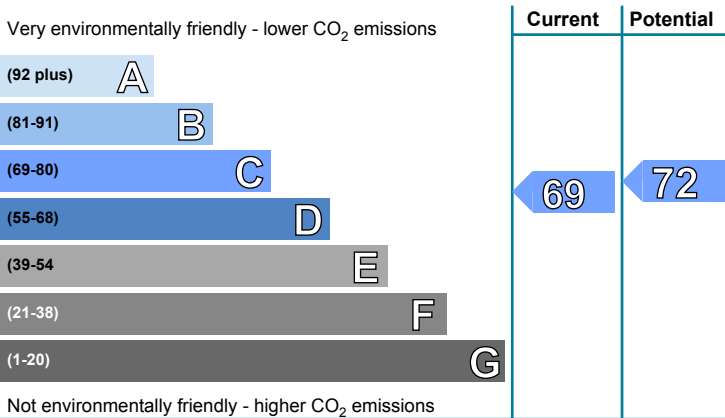 Very environmentally friendly - lower CO2 emissions
Current
Potential
(92 plus) A
(81-91) B
(69-80) C
(55-68) D
(39-54 E
(21-38) F
(1-20) G
69
72
Not environmentally friendly - higher CO2 emissions